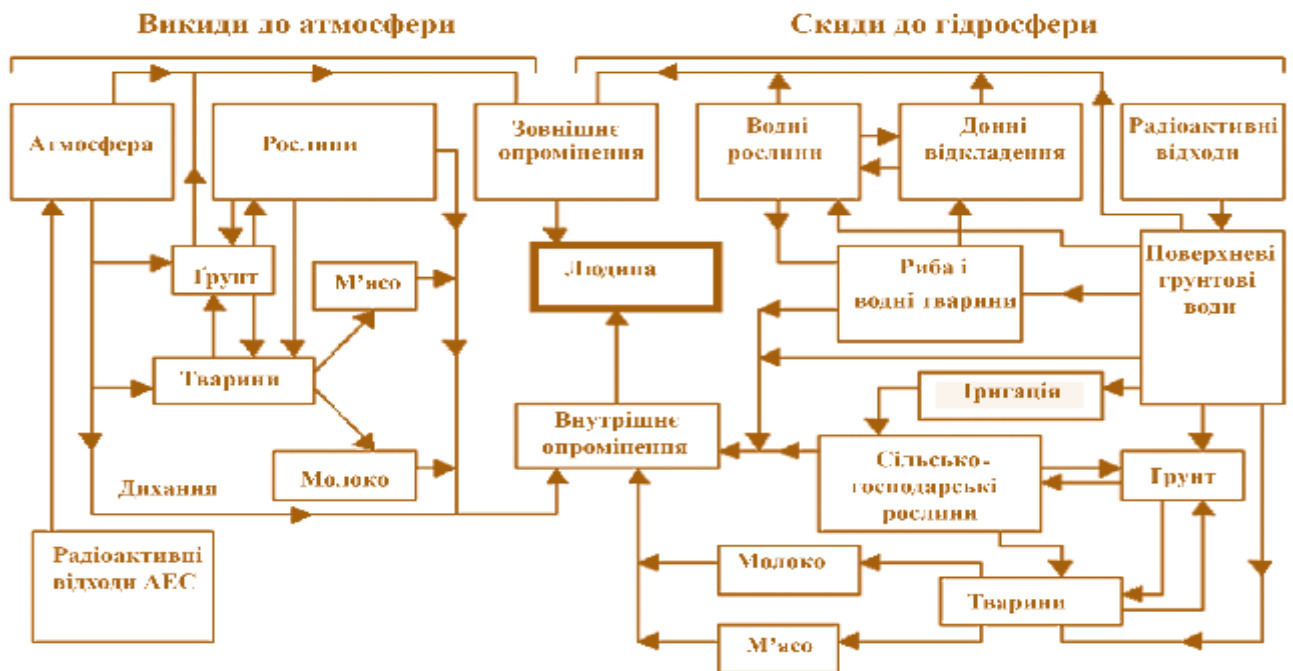 Викиди до атмосфери
Скиди до гідросфери
Атмосфера
Рослини
Зовнішнє
опромінення
Водні
рослини
Донні
відкладення
Радіоактивні
відходи
Ґрунт
М’ясо
Людина
Риба і
водні тварини
Поверхневі
грунтові
води
Тварини
Іригація
Внутрішнє
опромінення
Молоко
Дихання
Сільсько-
господарські
рослини
Ґрунт
Радіоактивні
відходи АЕС
Молоко
Тварини
М’ясо